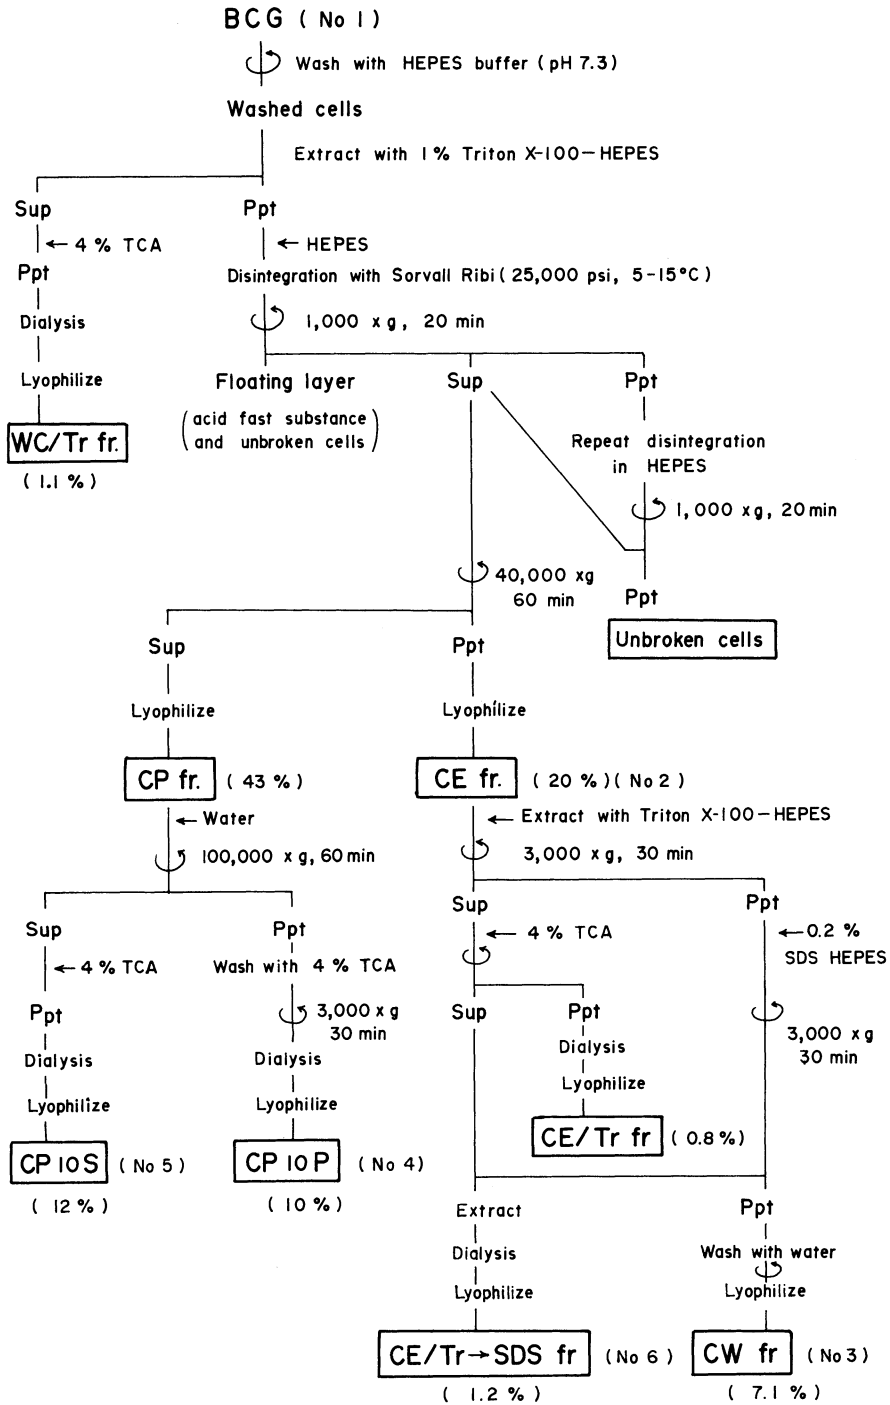 BCG ( No 1 )
Wash with HEPES buffer ( pH 7.3 )
Washed cells
Extract with 1 % Triton X-100 – HEPES
Sup
Ppt
← 4 % TCA
← HEPES
Ppt
Disintegration with Sorvall Ribi ( 25,000 psi, 5-15°C )
Dialysis
1,000 x g, 20 min
Lyophilize
Floating layer
Sup
Ppt
(acid fast substance
and unbroken cells)
WC/Tr fr.
( 1.1 % )
Repeat disintegration
in HEPES
1,000 xg, 20 min
40,000 xg
60 min
Ppt
Unbroken cells
Sup
Ppt
Lyophilize
Lyophilize
CP fr. ( 43 % )
CE fr. ( 20 % ) ( No 2 )
← Water
← Extract with Triton X-100 – HEPES
100,000 x g, 60 min
3,000 x g, 30 min
Sup
Ppt
Sup
Ppt
← 4 % TCA
← 0.2 %
SDS HEPES
← 4 % TCA
Wash with 4 % TCA
Ppt
3,000 x g
30 min
Sup
Ppt
3,000 xg
30 min
Dialysis
Dialysis
Dialysis
Lyophilize
Lyophilize
Lyophilize
CE/Tr fr ( 0.8 % )
CP 10 S ( No 5 )
CP 10 P ( No 4 )
( 12 % )
( 10 % )
Extract
Ppt
Dialysis
Wash with water
Lyophilize
Lyophilize
CE/Tr → SDS fr ( No 6 )
CW fr ( No 3 )
( 1.2 % )
( 7.1 % )